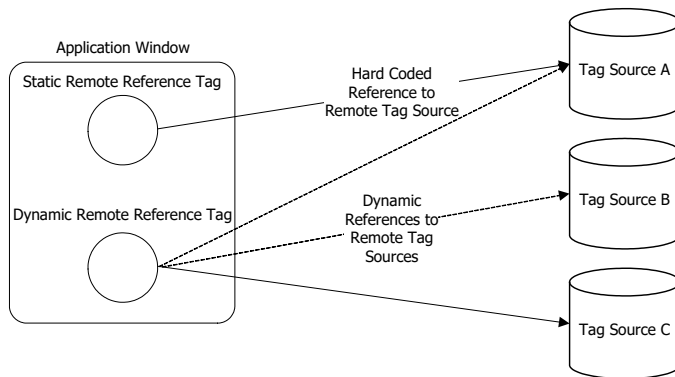 Application Window
Static Remote Reference Tag
Dynamic Remote Reference Tag
Hard Coded
Reference to
Remote Tag Source
Dynamic
References to
Remote Tag
Sources
Tag Source A
Tag Source B
Tag Source C